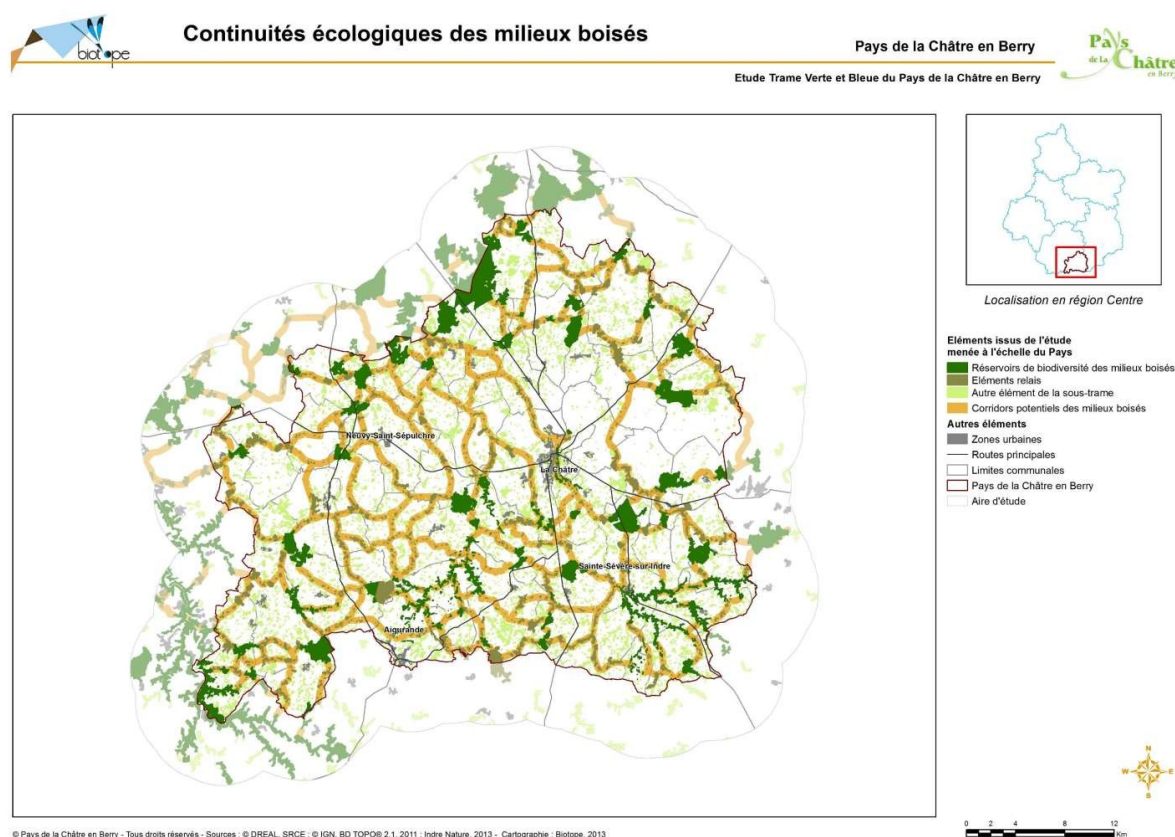 biotope
Continuités écologiques des milieux boisés
Pays de la Châtre en Berry
Etude Trame Verte et Bleue du Pays de la Châtre en Berry
Pays
de La Châtre
en Berry
Neuvy-Saint-Sépulchre
La Châtre
Sainte-Sévère-sur-Indre
Aigurande
Localisation en région Centre
Eléments issus de l'étude
menée à l'échelle du Pays
Réservoirs de biodiversité des milieux boisés
Eléments relais
Autre élément de la sous-trame
Corridors potentiels des milieux boisés
Autres éléments
Zones urbaines
Routes principales
Limites communales
Pays de la Châtre en Berry
Aire d'étude
N
W E
S
0 2 4 8 12
Km
© Pays de la Châtre en Berry - Tous droits réservés - Sources : © DREAL, SRCE ; © IGN, BD TOPO® 2.1, 2011 ; Indre Nature, 2013 - Cartographie : Biotope, 2013